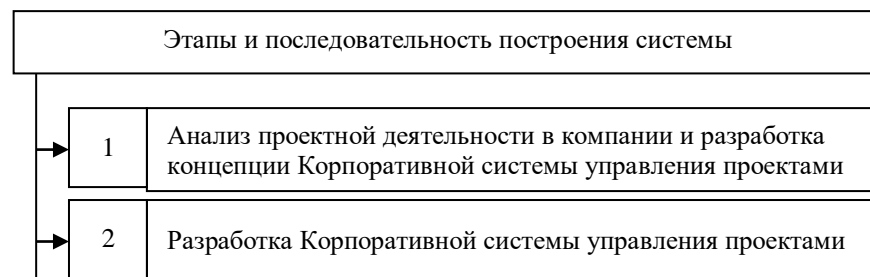 Этапы и последовательность построения системы
1
Анализ проектной деятельности в компании и разработка
концепции Корпоративной системы управления проектами
2
Разработка Корпоративной системы управления проектами